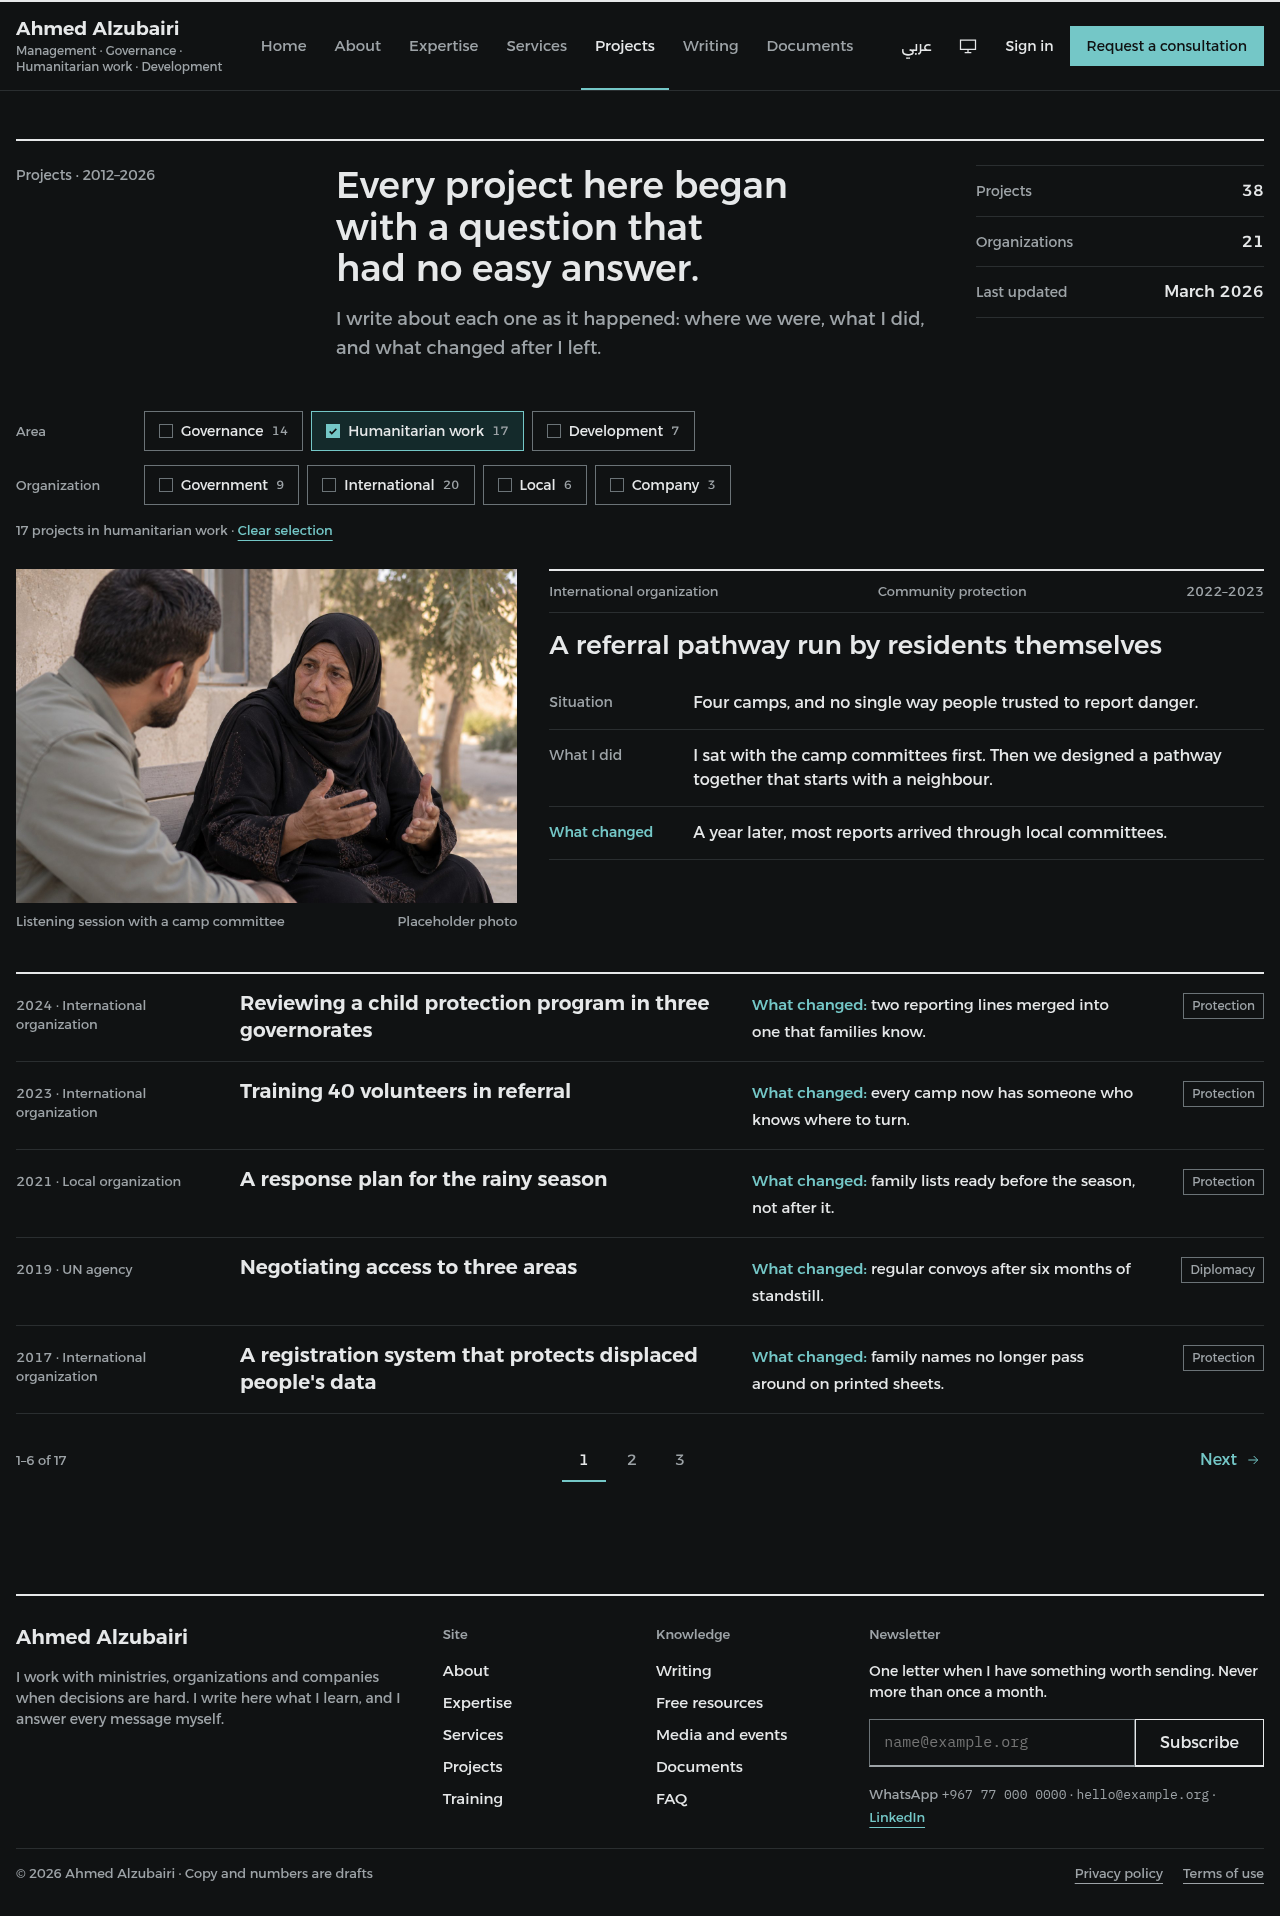 Ahmed Alzubairi
Management · Governance ·
Humanitarian work · Development
Home About Expertise Services Projects Writing Documents عربي Sign in Request a consultation
Projects · 2012–2026
Every project here began
with a question that
had no easy answer.
I write about each one as it happened: where we were, what I did,
and what changed after I left.
Projects 38
Organizations 21
Last updated March 2026
Area Governance 14 Humanitarian work 17 Development 7
Organization Government 9 International 20 Local 6 Company 3
17 projects in humanitarian work · Clear selection
International organization Community protection 2022–2023
A referral pathway run by residents themselves
Situation Four camps, and no single way people trusted to report danger.
What I did I sat with the camp committees first. Then we designed a pathway
together that starts with a neighbour.
What changed A year later, most reports arrived through local committees.
Listening session with a camp committee Placeholder photo
2024 · International
organization
Reviewing a child protection program in three
governorates
What changed: two reporting lines merged into
one that families know.
Protection
2023 · International
organization
Training 40 volunteers in referral
What changed: every camp now has someone who
knows where to turn.
Protection
2021 · Local organization
A response plan for the rainy season
What changed: family lists ready before the season,
not after it.
Protection
2019 · UN agency
Negotiating access to three areas
What changed: regular convoys after six months of
standstill.
Diplomacy
2017 · International
organization
A registration system that protects displaced
people's data
What changed: family names no longer pass
around on printed sheets.
Protection
1–6 of 17 1 2 3 Next →
Ahmed Alzubairi
I work with ministries, organizations and companies
when decisions are hard. I write here what I learn, and I
answer every message myself.
Site
About
Expertise
Services
Projects
Training
Knowledge
Writing
Free resources
Media and events
Documents
FAQ
Newsletter
One letter when I have something worth sending. Never
more than once a month.
name@example.org Subscribe
WhatsApp +967 77 000 0000 · hello@example.org ·
LinkedIn
© 2026 Ahmed Alzubairi · Copy and numbers are drafts Privacy policy Terms of use